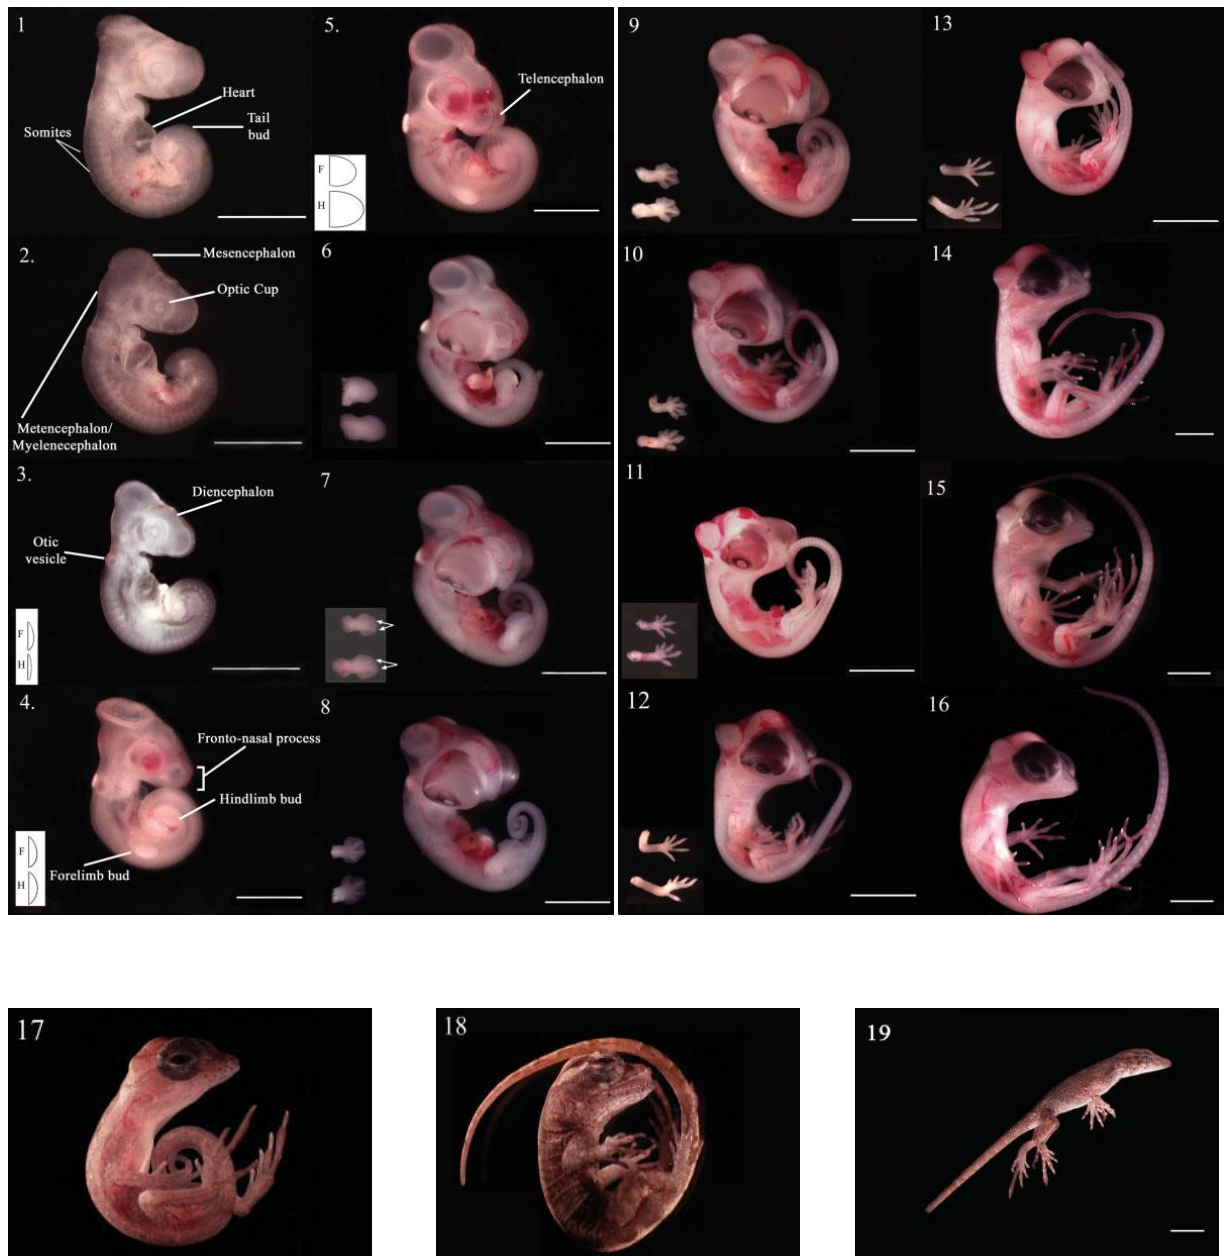 1
Heart
Tail
bud
Somites
2.
Mesencephalon
Optic Cup
Metencephalon/
Myelenecephalon
3.
Diencephalon
Otic
vesicle
F
H
4.
Fronto-nasal process
Hindlimb bud
Forelimb bud
F
H
5.
Telencephalon
F
H
6
7
8
9
10
11
12
13
14
15
16
17
18
19